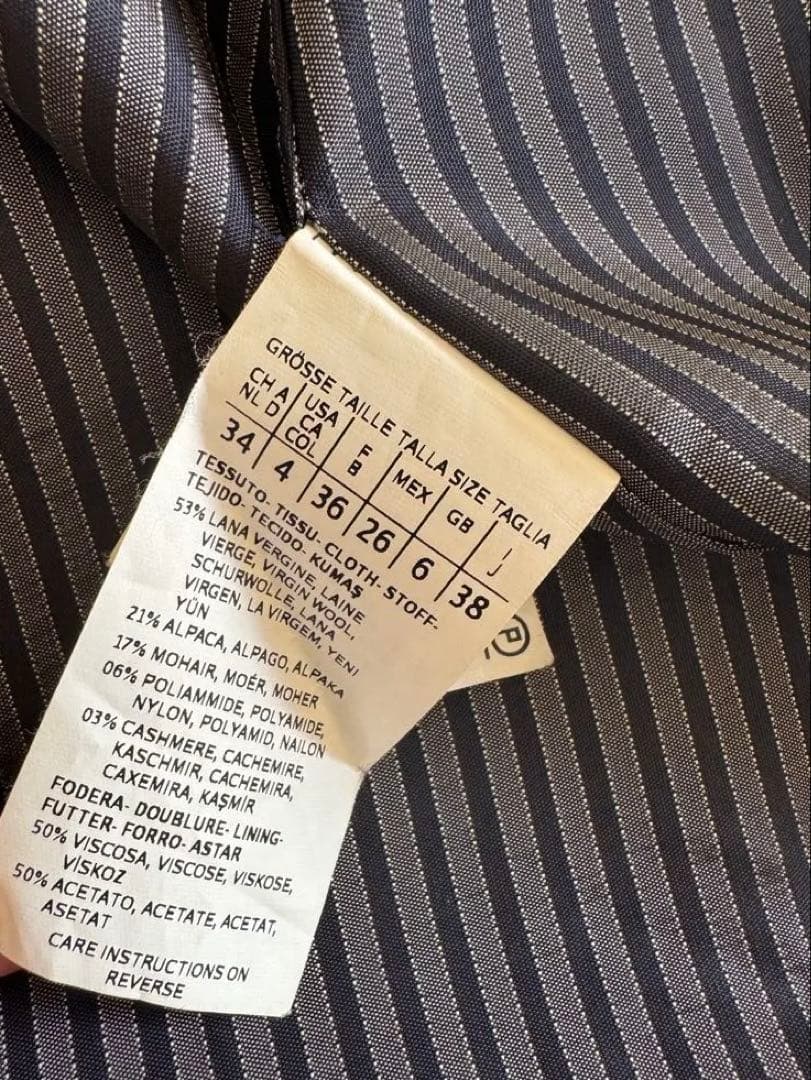 GRÖSSE TAILLE TALLA SIZE TAGLIA
CH A NL D | USA CA COL | F B | MEX | GB | I J
34 | 4 | 36 | 26 | 6 | 38
TESSUTO- TISSU- CLOTH- STOFF-
TEJIDO- TECIDO- KUMAŞ
53% LANA VERGINE, LAINE
VIERGE, VIRGIN WOOL,
SCHURWOLLE, LANA
VIRGEN, LA VIRGEM, YENI
YÜN
21% ALPACA, ALPAGO, ALPAKA
17% MOHAIR, MOÉR, MOHER
06% POLIAMMIDE, POLYAMIDE,
NYLON, POLYAMID, NAILON
03% CASHMERE, CACHEMIRE,
KASCHMIR, CACHEMIRA,
CAXEMIRA, KAŞMİR
FODERA- DOUBLURE- LINING-
FUTTER- FORRO- ASTAR
50% VISCOSA, VISCOSE, VISKOSE,
VİSKOZ
50% ACETATO, ACETATE, ACETAT,
ASETAT
CARE INSTRUCTIONS ON
REVERSE
®